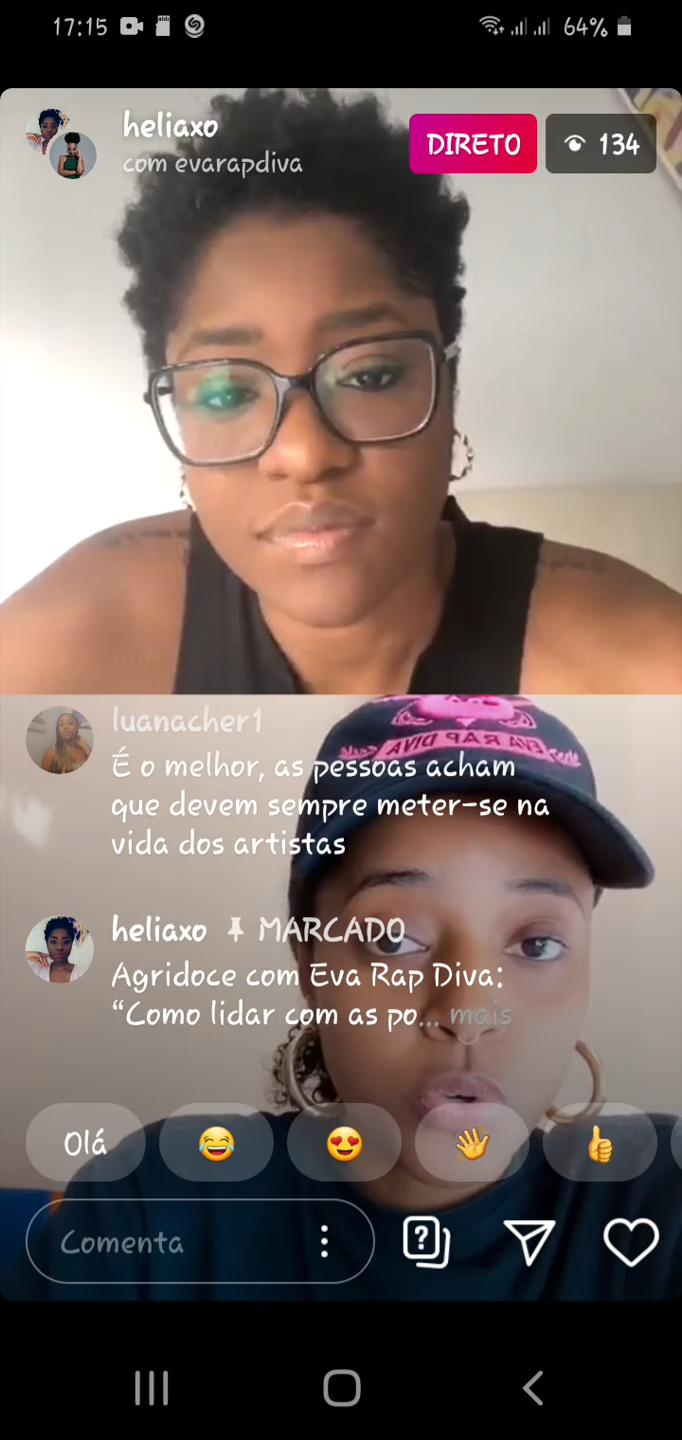 17:15
64%
heliaxo
com evarapdiva
DIRETO
134
EVA RAP DIVA
luanacher1
É o melhor, as pessoas acham
que devem sempre meter-se na
vida dos artistas
heliaxo MARCADO
Agridoce com Eva Rap Diva:
“Como lidar com as po... mais
Olá
Comenta